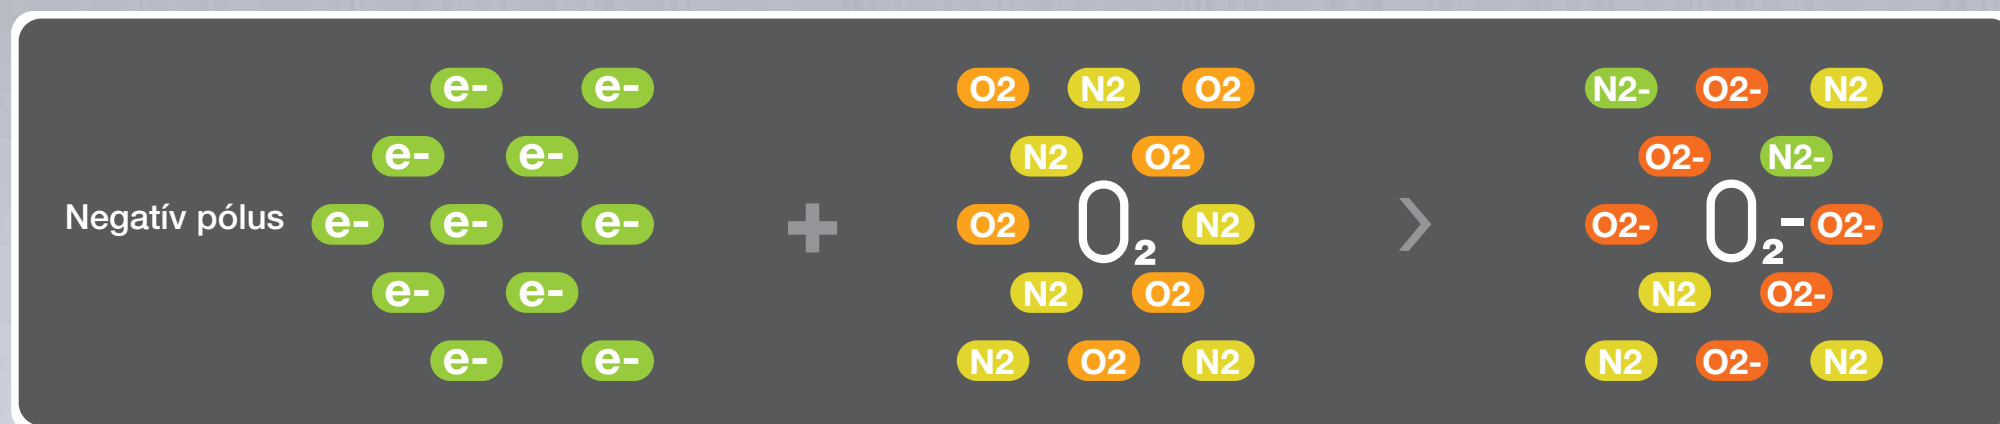 e- e- O2 N2 O2 N2- O2- N2
e- e- N2 O2 O2- N2-
Negatív pólus e- e- e- + O2 O2 N2 > O2- O2- O2-
e- e- N2 O2 N2 O2-
e- e- N2 O2 N2 N2 O2- N2